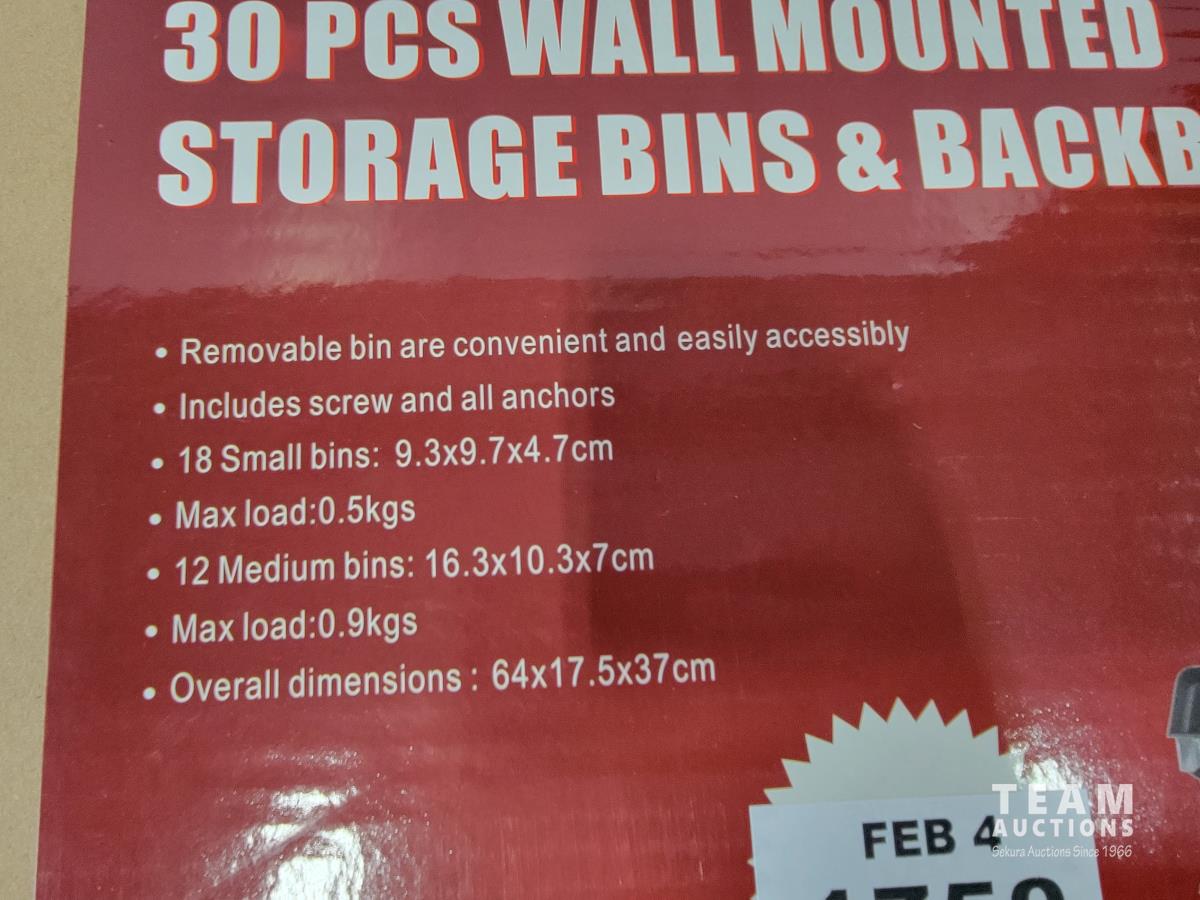 30 PCS WALL MOUNTED
STORAGE BINS & BACKB
• Removable bin are convenient and easily accessibly
• Includes screw and all anchors
• 18 Small bins: 9.3x9.7x4.7cm
• Max load:0.5kgs
• 12 Medium bins: 16.3x10.3x7cm
• Max load:0.9kgs
• Overall dimensions : 64x17.5x37cm
TEAM
AUCTIONS
Sekura Auctions Since 1966
FEB 4